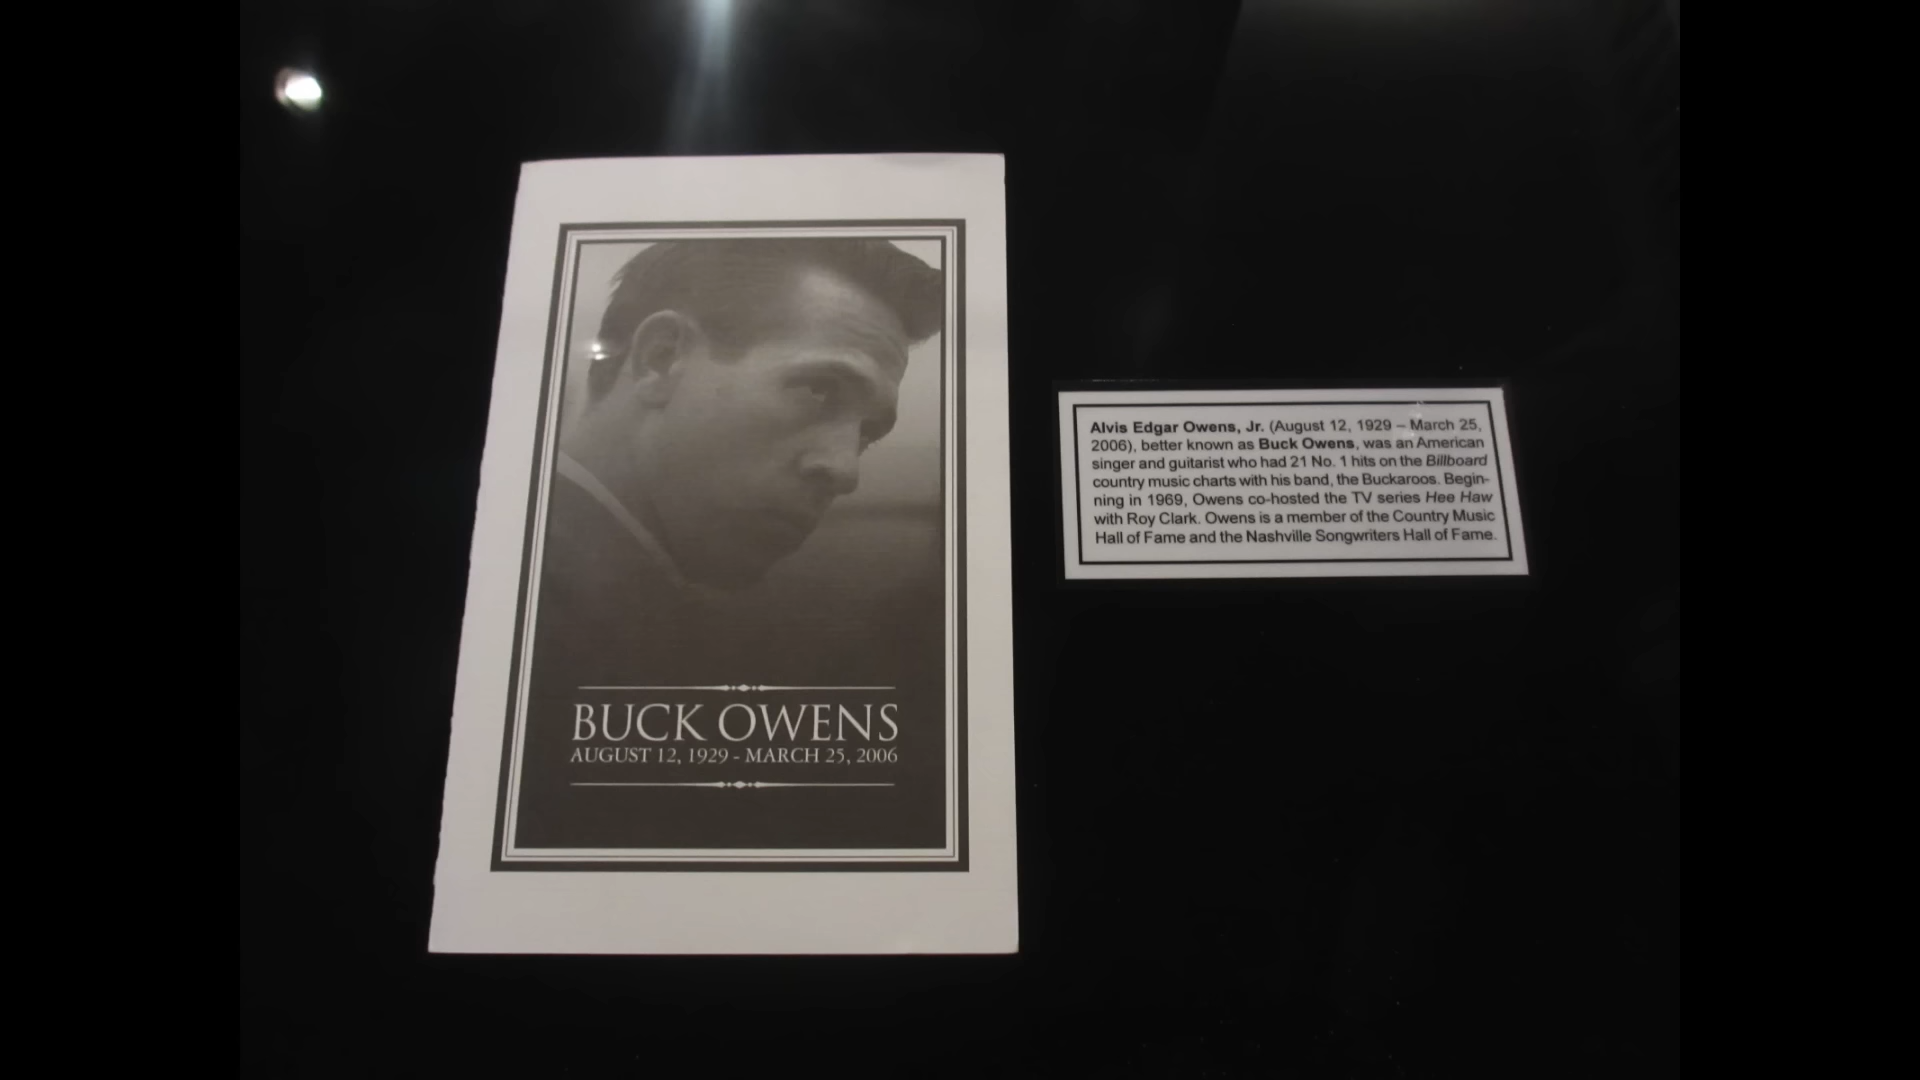 BUCK OWENS
AUGUST 12, 1929 - MARCH 25, 2006
Alvis Edgar Owens, Jr. (August 12, 1929 – March 25,
2006), better known as Buck Owens, was an American
singer and guitarist who had 21 No. 1 hits on the Billboard
country music charts with his band, the Buckaroos. Begin-
ning in 1969, Owens co-hosted the TV series Hee Haw
with Roy Clark. Owens is a member of the Country Music
Hall of Fame and the Nashville Songwriters Hall of Fame.